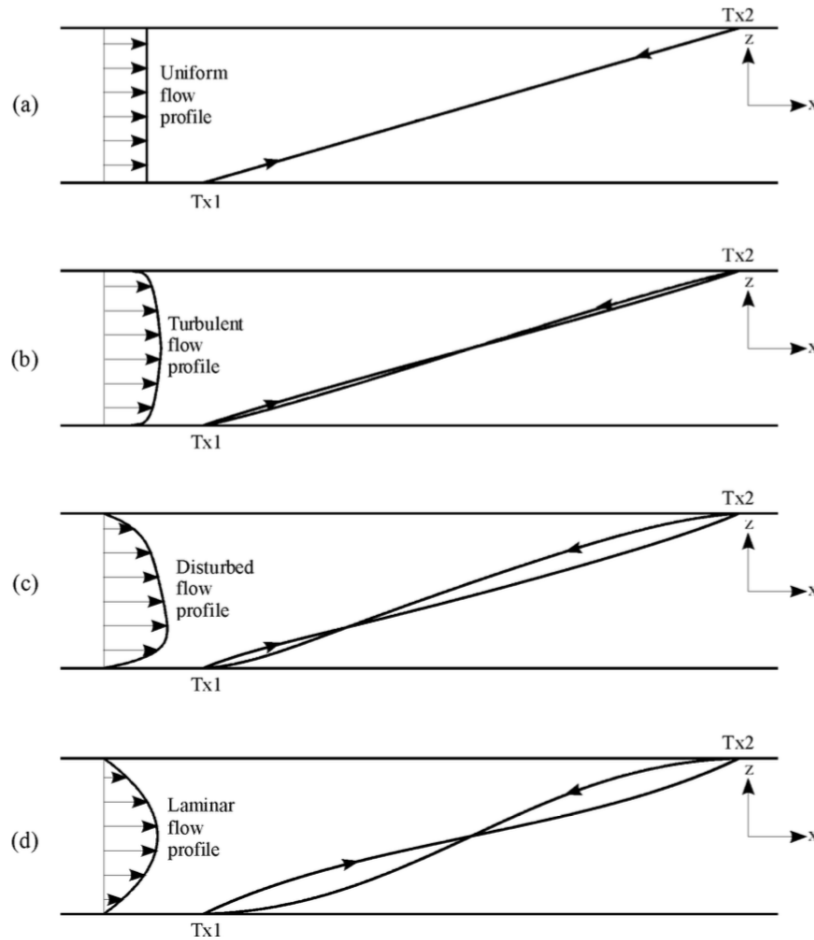 Tx2
z
Uniform
flow
profile
(a)
x
Tx1
Tx2
z
Turbulent
flow
profile
(b)
x
Tx1
Tx2
z
Disturbed
flow
profile
(c)
x
Tx1
Tx2
z
Laminar
flow
profile
(d)
x
Tx1